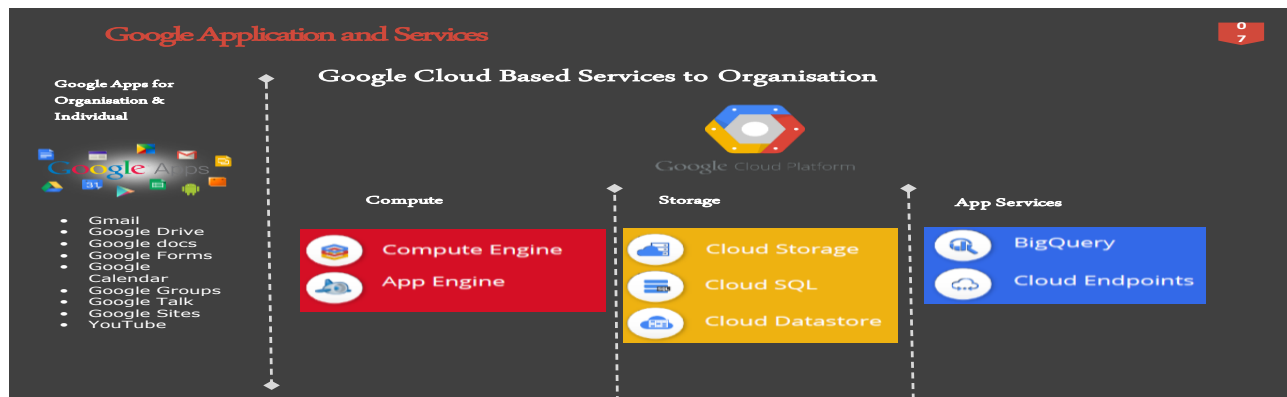 Google Application and Services
0
7
Google Apps for
Organisation &
Individual
Google Apps
31
• Gmail
• Google Drive
• Google docs
• Google Forms
• Google
Calendar
• Google Groups
• Google Talk
• Google Sites
• YouTube
Google Cloud Based Services to Organisation
Google Cloud Platform
Compute
Compute Engine
App Engine
Storage
Cloud Storage
Cloud SQL
Cloud Datastore
App Services
BigQuery
Cloud Endpoints